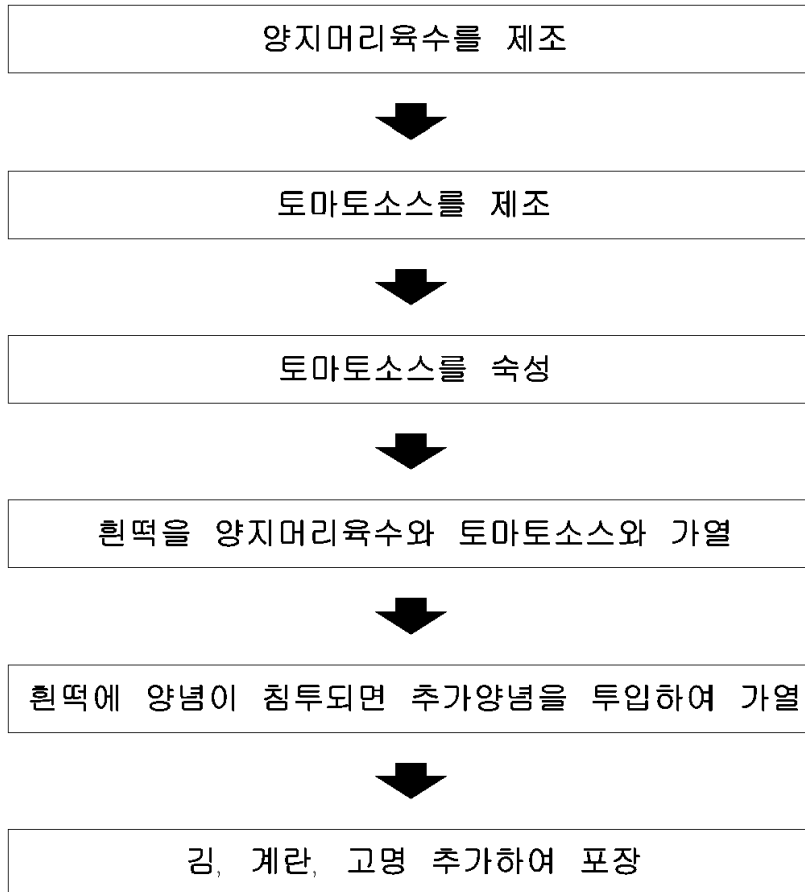 양지머리육수를 제조
토마토소스를 제조
토마토소스를 숙성
흰떡을 양지머리육수와 토마토소스와 가열
흰떡에 양념이 침투되면 추가양념을 투입하여 가열
김, 계란, 고명 추가하여 포장